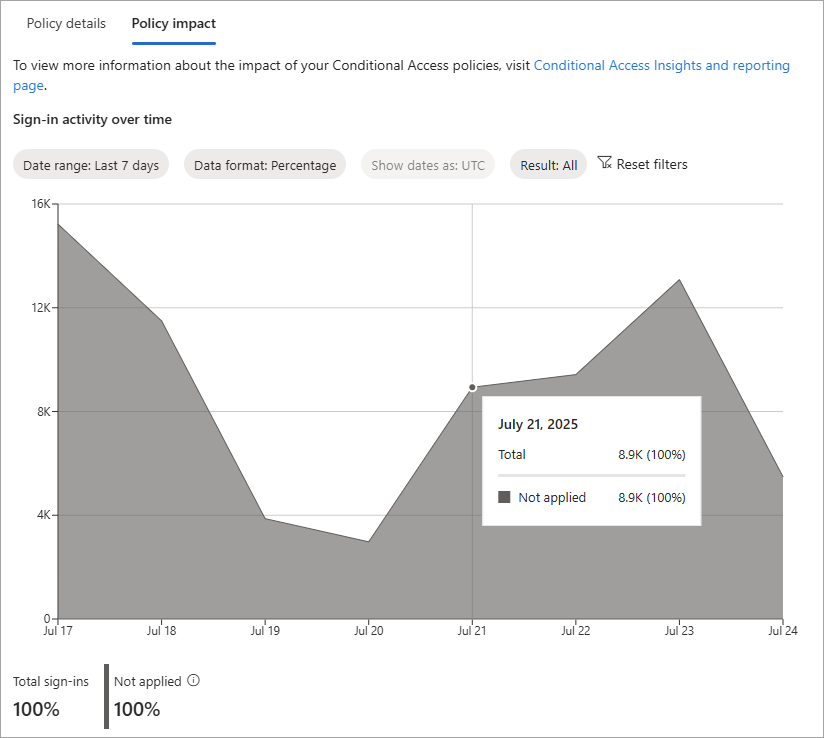 Policy details
Policy impact
To view more information about the impact of your Conditional Access policies, visit Conditional Access Insights and reporting
page.
Sign-in activity over time
Date range: Last 7 days
Data format: Percentage
Show dates as: UTC
Result: All
Reset filters
16K
12K
8K
4K
0
July 21, 2025
Total 8.9K (100%)
Not applied 8.9K (100%)
Jul 17 Jul 18 Jul 19 Jul 20 Jul 21 Jul 22 Jul 23 Jul 24
Total sign-ins
100%
Not applied
100%